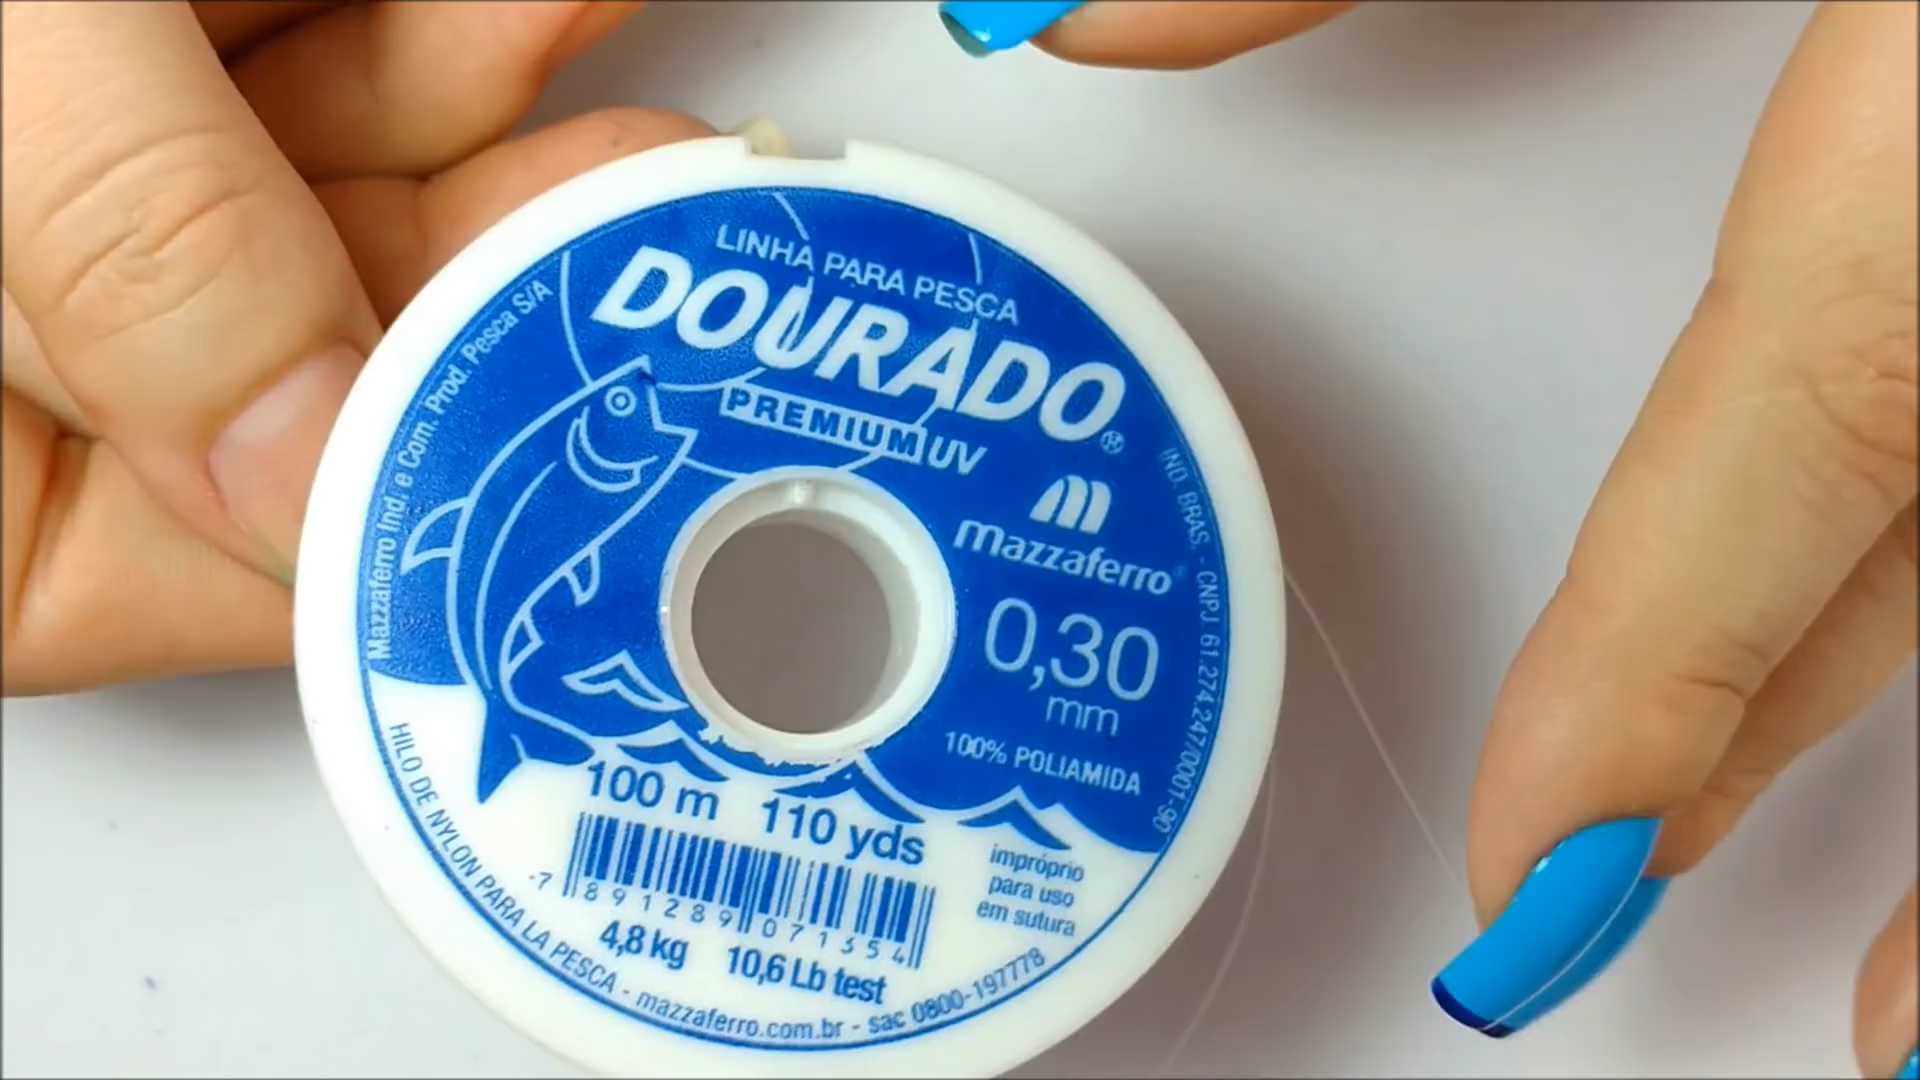 LINHA PARA PESCA
DOURADO®
PREMIUM UV
mazzaferro
0,30
mm
100% POLIAMIDA
Mazzaferro Ind. e Com. Prod. Pesca S/A
IND. BRAS. - CNPJ 61.274.247/0001-90
100 m 110 yds
7 891289 071354
impróprio
para uso
em sutura
4,8 kg 10,6 Lb test
HILO DE NYLON PARA LA PESCA - mazzaferro.com.br - sac 0800-197778